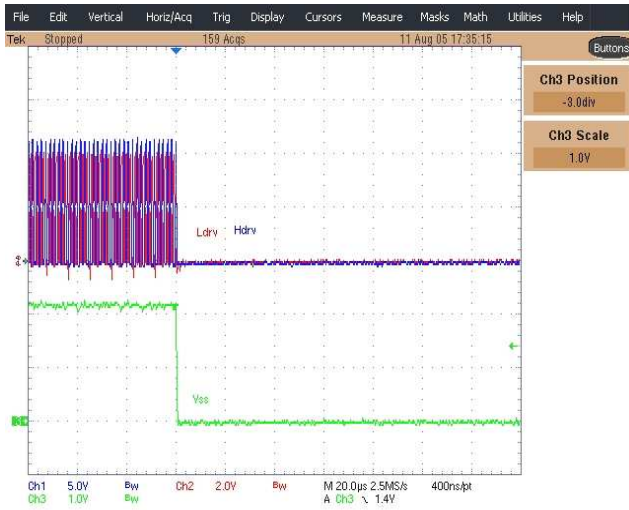 File Edit Vertical Horiz/Acq Trig Display Cursors Measure Masks Math Utilities Help
Tek Stopped 159 Acqs 11 Aug 05 17:35:15
Buttons
Ch3 Position
-3.0div
Ch3 Scale
1.0V
Ldrv Hdrv
Vss
Ch1 5.0V Bw Ch2 2.0V Bw M 20.0µs 2.5MS/s 400ns/pt
Ch3 1.0V Bw A Ch3 \ 1.4V